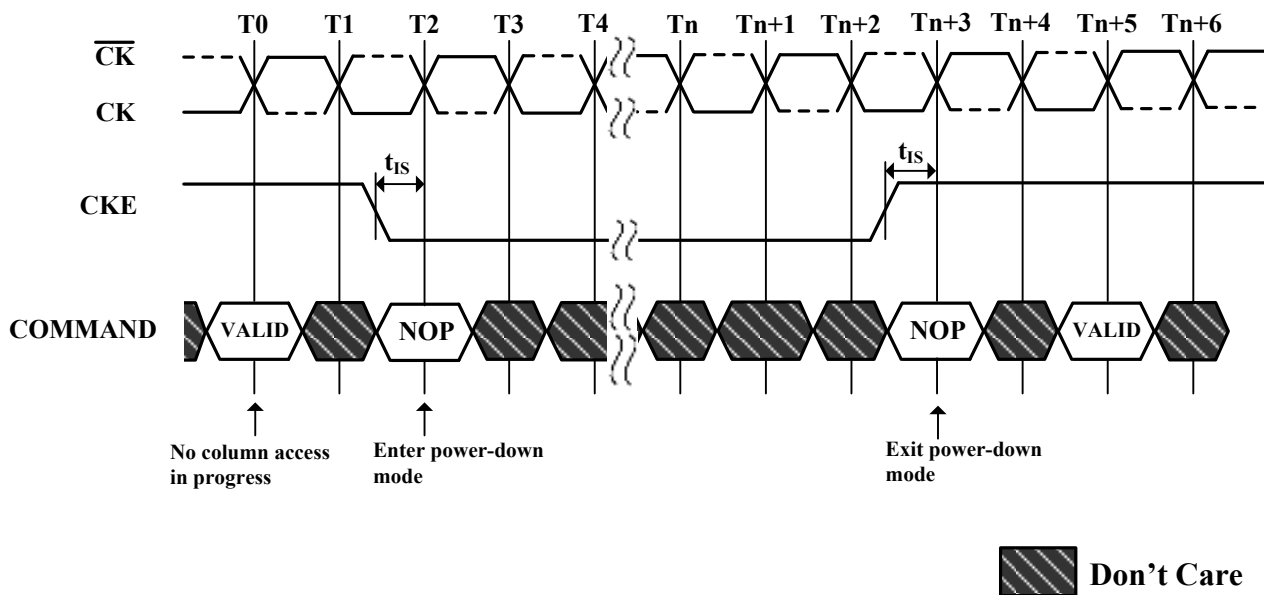 T0 T1 T2 T3 T4 Tn Tn+1 Tn+2 Tn+3 Tn+4 Tn+5 Tn+6
CK
CK
tIS tIS
CKE
COMMAND VALID NOP NOP VALID
No column access
in progress
Enter power-down
mode
Exit power-down
mode
Don't Care